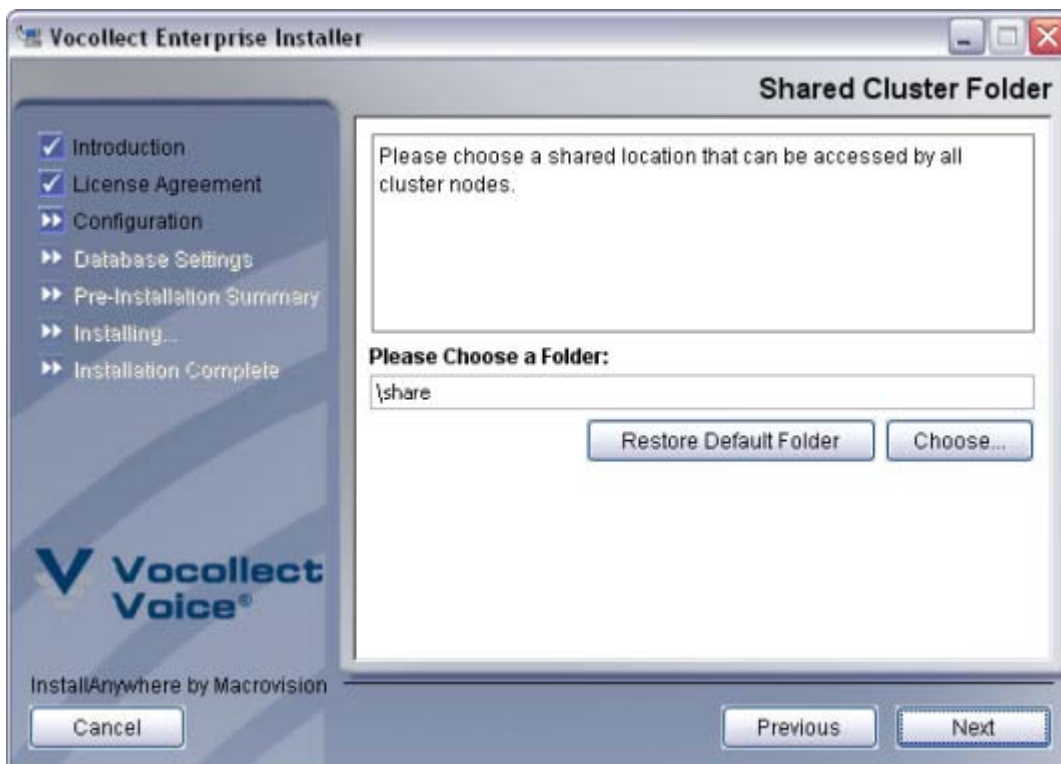 Vocollect Enterprise Installer
Shared Cluster Folder
Introduction
License Agreement
Configuration
Database Settings
Pre-Installation Summary
Installing...
Installation Complete
Vocollect
Voice®
Please choose a shared location that can be accessed by all
cluster nodes.
Please Choose a Folder:
\share
Restore Default Folder
Choose...
InstallAnywhere by Macrovision
Cancel
Previous
Next